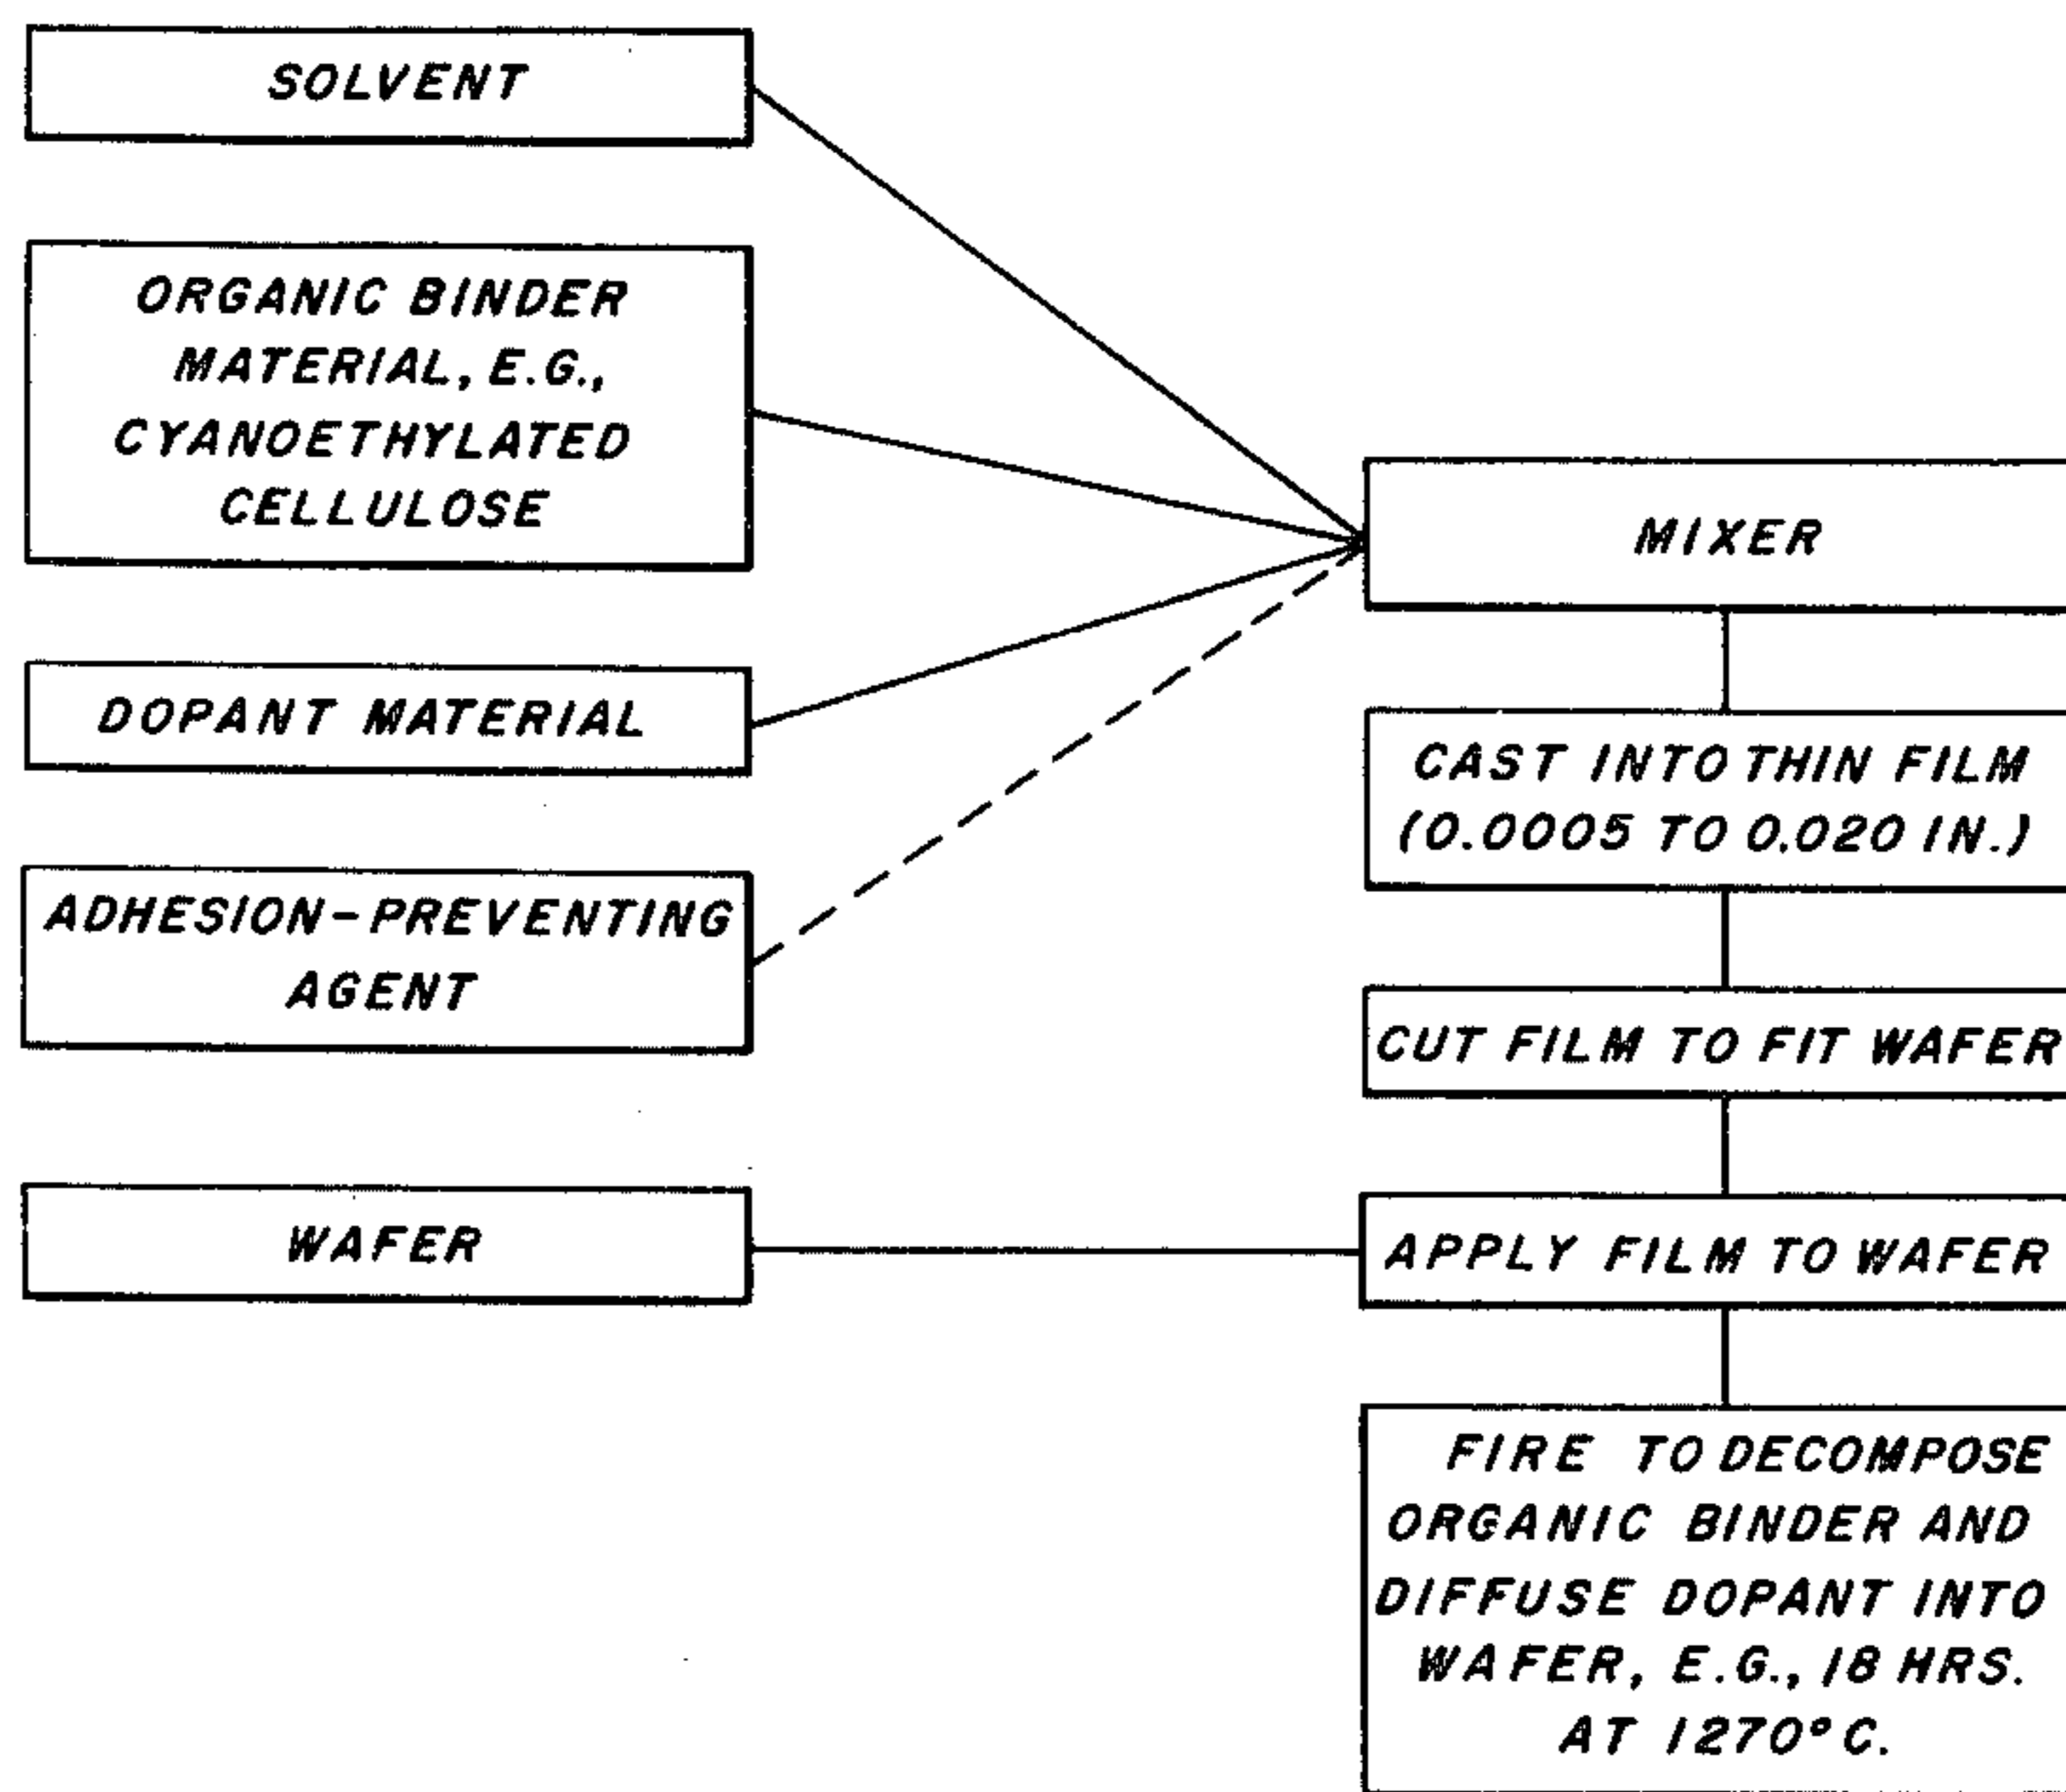 SOLVENT
ORGANIC BINDER
MATERIAL, E.G.,
CYANOETHYLATED
CELLULOSE
DOPANT MATERIAL
ADHESION-PREVENTING
AGENT
WAFER
MIXER
CAST INTO THIN FILM
(0.0005 TO 0.020 IN.)
CUT FILM TO FIT WAFER
APPLY FILM TO WAFER
FIRE TO DECOMPOSE
ORGANIC BINDER AND
DIFFUSE DOPANT INTO
WAFER, E.G., 18 HRS.
AT 1270°C.